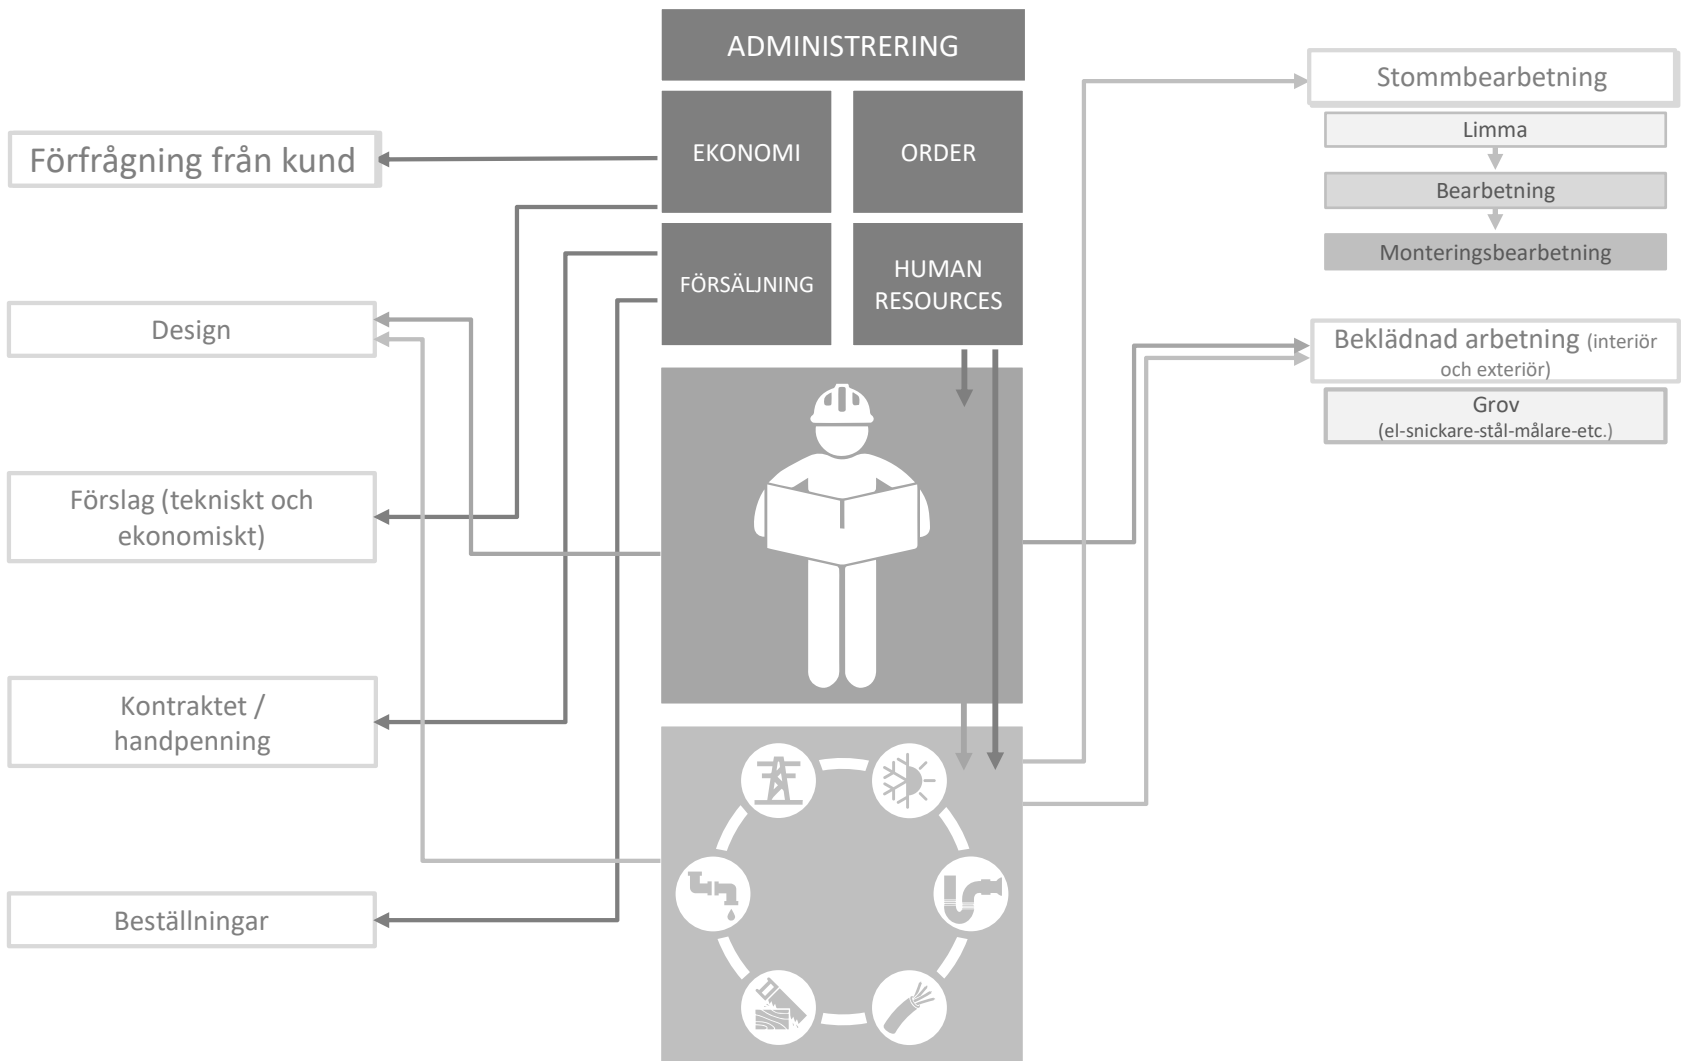 ADMINISTRERING
EKONOMI
ORDER
FÖRSÄLJNING
HUMAN
RESOURCES
Förfrågning från kund
Design
Förslag (tekniskt och
ekonomiskt)
Kontraktet /
handpenning
Beställningar
Stommbearbetning
Limma
Bearbetning
Monteringsbearbetning
Beklädnad arbetning (interiör
och exteriör)
Grov
(el-snickare-stål-målare-etc.)